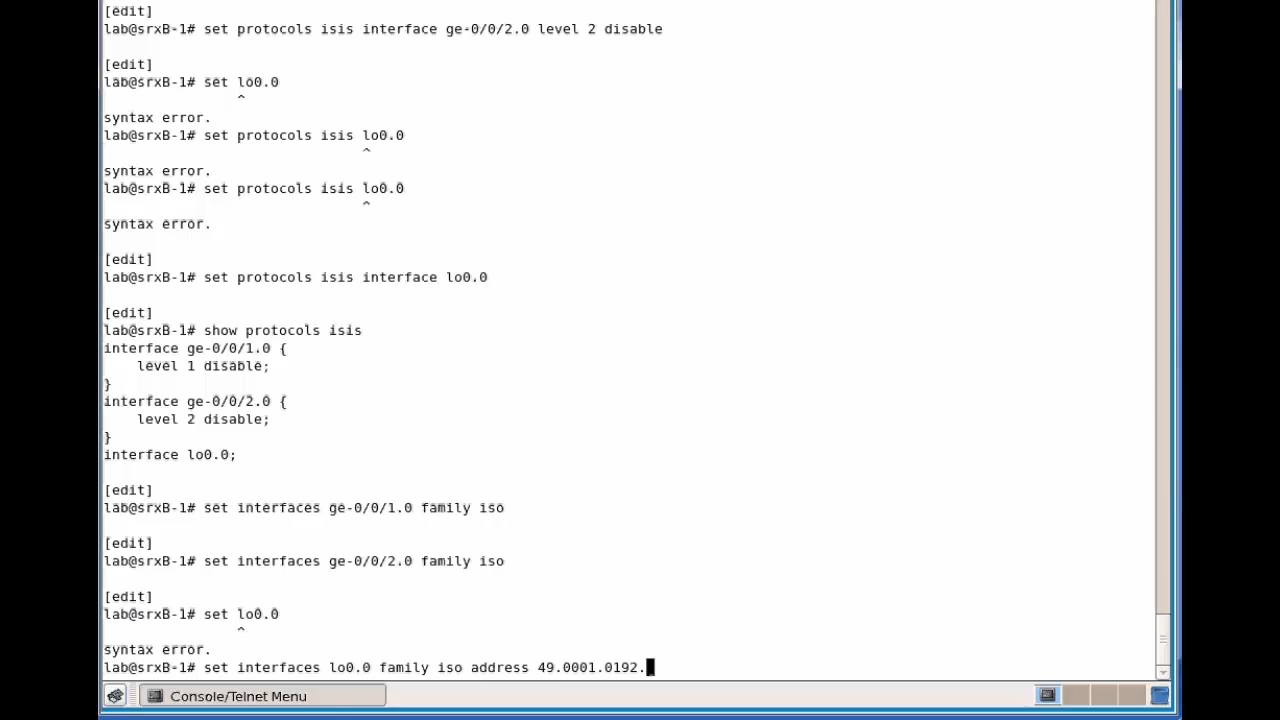 [edit]
lab@srxB-1# set protocols isis interface ge-0/0/2.0 level 2 disable
[edit]
lab@srxB-1# set lo0.0
^
syntax error.
lab@srxB-1# set protocols isis lo0.0
^
syntax error.
lab@srxB-1# set protocols isis lo0.0
^
syntax error.
[edit]
lab@srxB-1# set protocols isis interface lo0.0
[edit]
lab@srxB-1# show protocols isis
interface ge-0/0/1.0 {
    level 1 disable;
}
interface ge-0/0/2.0 {
    level 2 disable;
}
interface lo0.0;
[edit]
lab@srxB-1# set interfaces ge-0/0/1.0 family iso
[edit]
lab@srxB-1# set interfaces ge-0/0/2.0 family iso
[edit]
lab@srxB-1# set lo0.0
^
syntax error.
lab@srxB-1# set interfaces lo0.0 family iso address 49.0001.0192.
Console/Telnet Menu